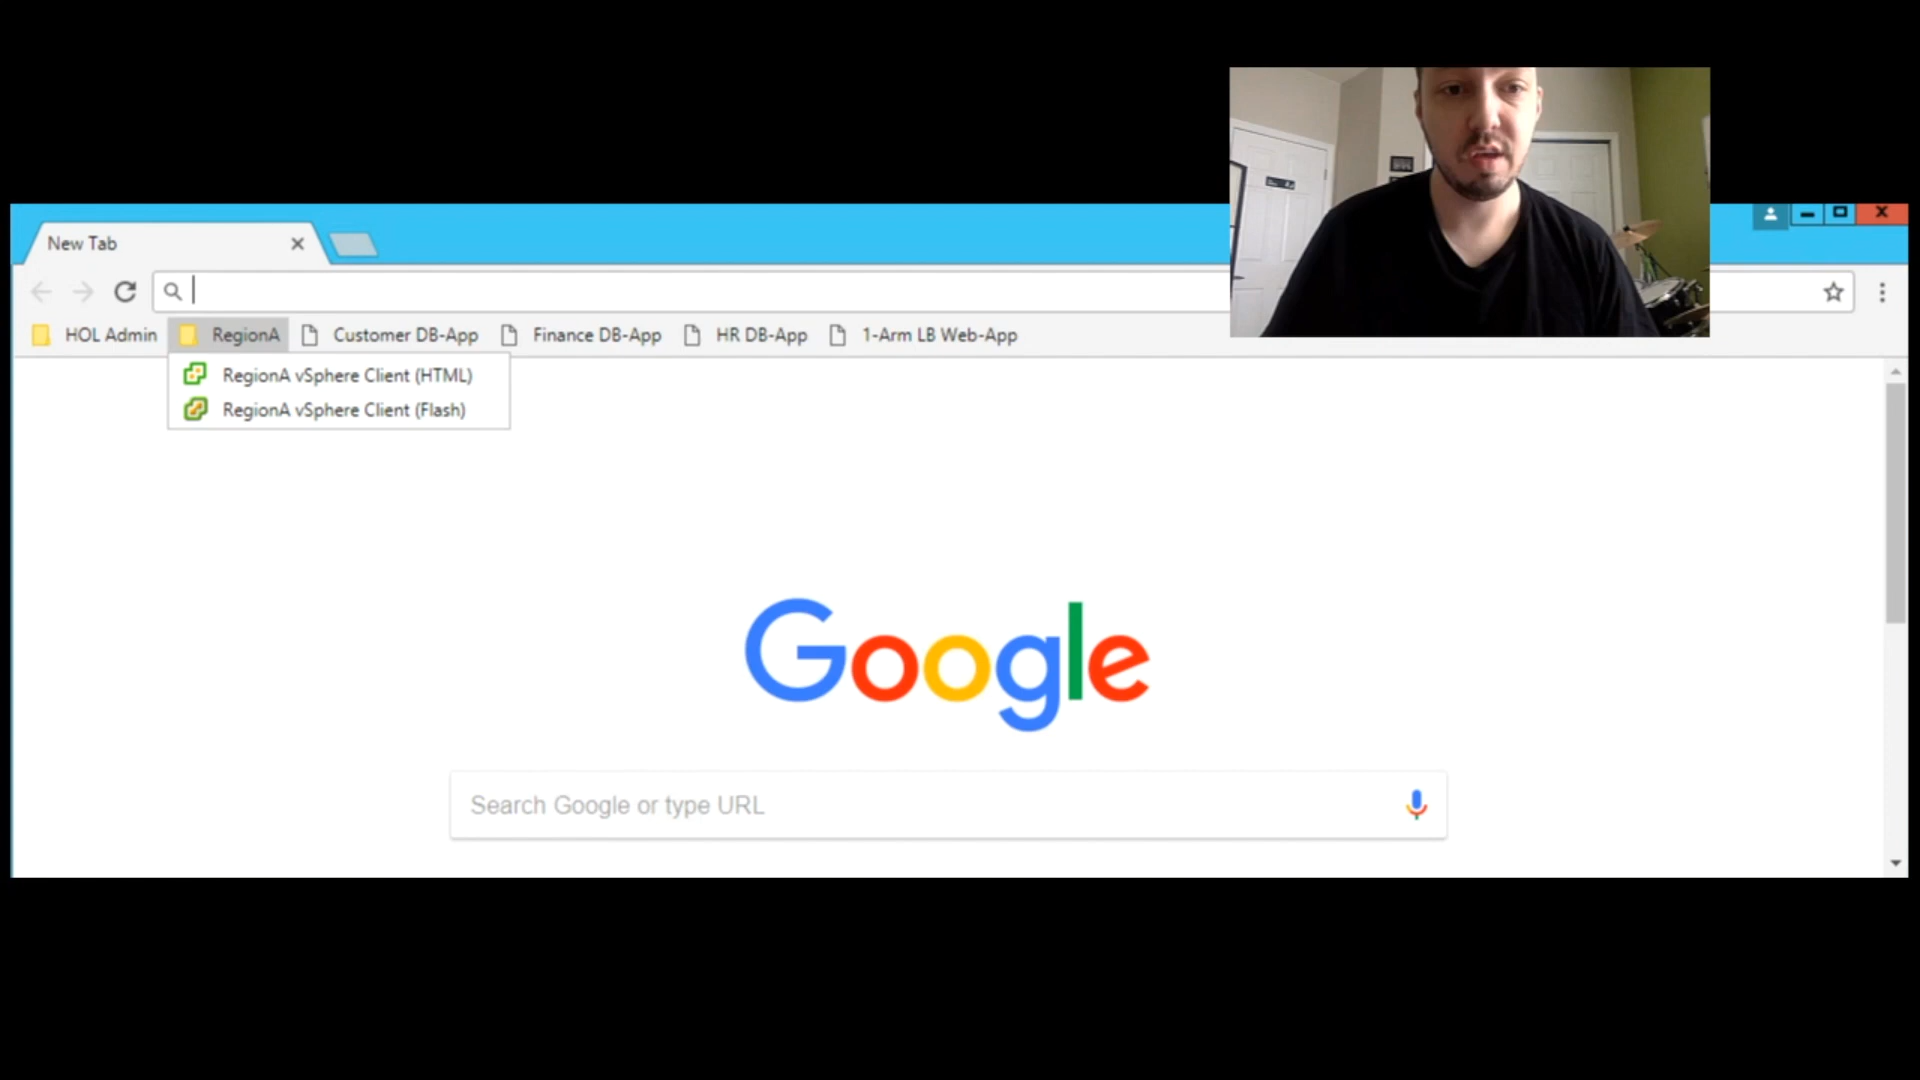 New Tab
HOL Admin RegionA Customer DB-App Finance DB-App HR DB-App 1-Arm LB Web-App
RegionA vSphere Client (HTML)
RegionA vSphere Client (Flash)
Google
Search Google or type URL